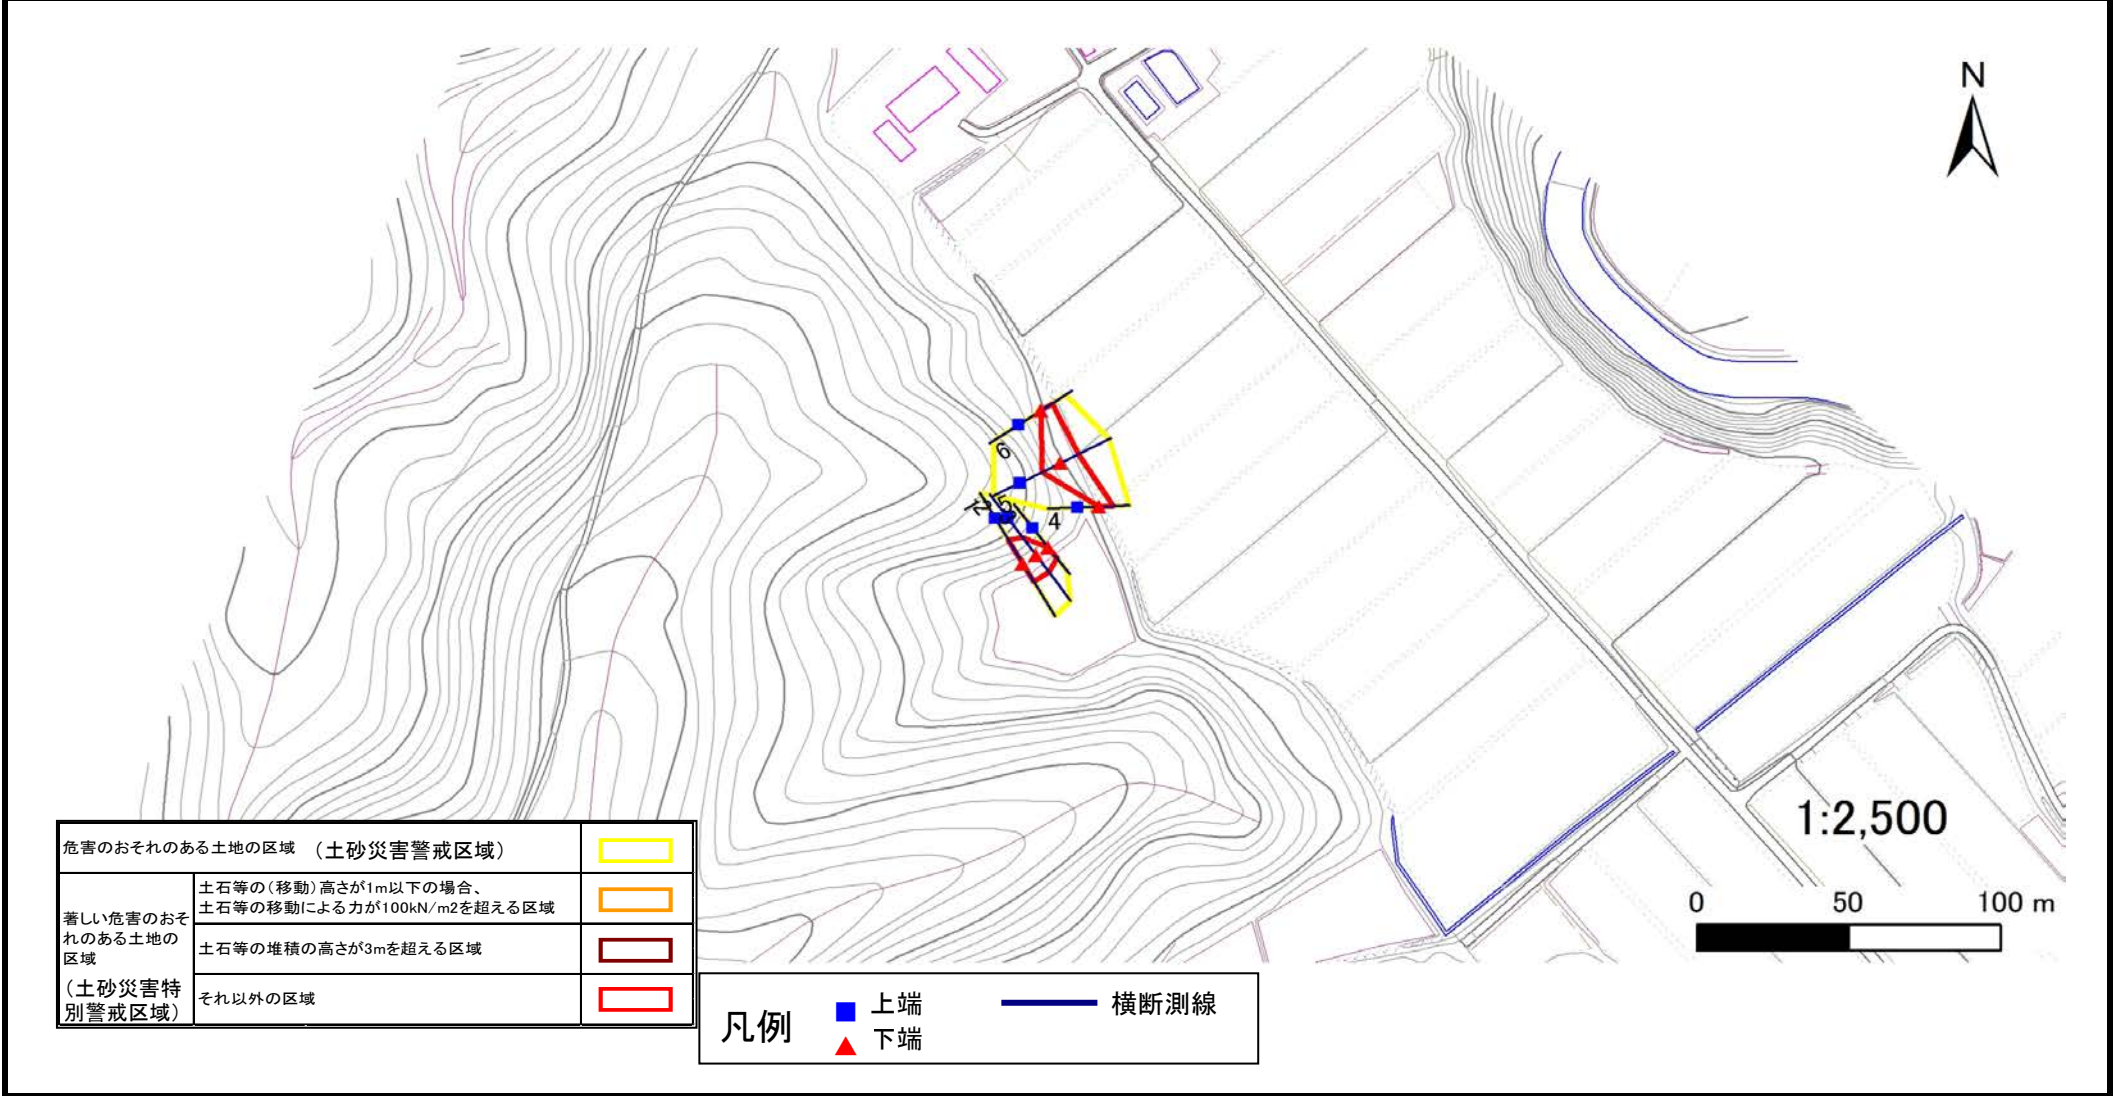 N
6
5
4
1:2,500
0 50 100 m
危害のおそれのある土地の区域 (土砂災害警戒区域)
著しい危害のおそ
れのある土地の
区域
(土砂災害特
別警戒区域)
土石等の(移動)高さが1m以下の場合、
土石等の移動による力が100kN/m2を超える区域
土石等の堆積の高さが3mを超える区域
それ以外の区域
凡例
上端
下端
横断測線